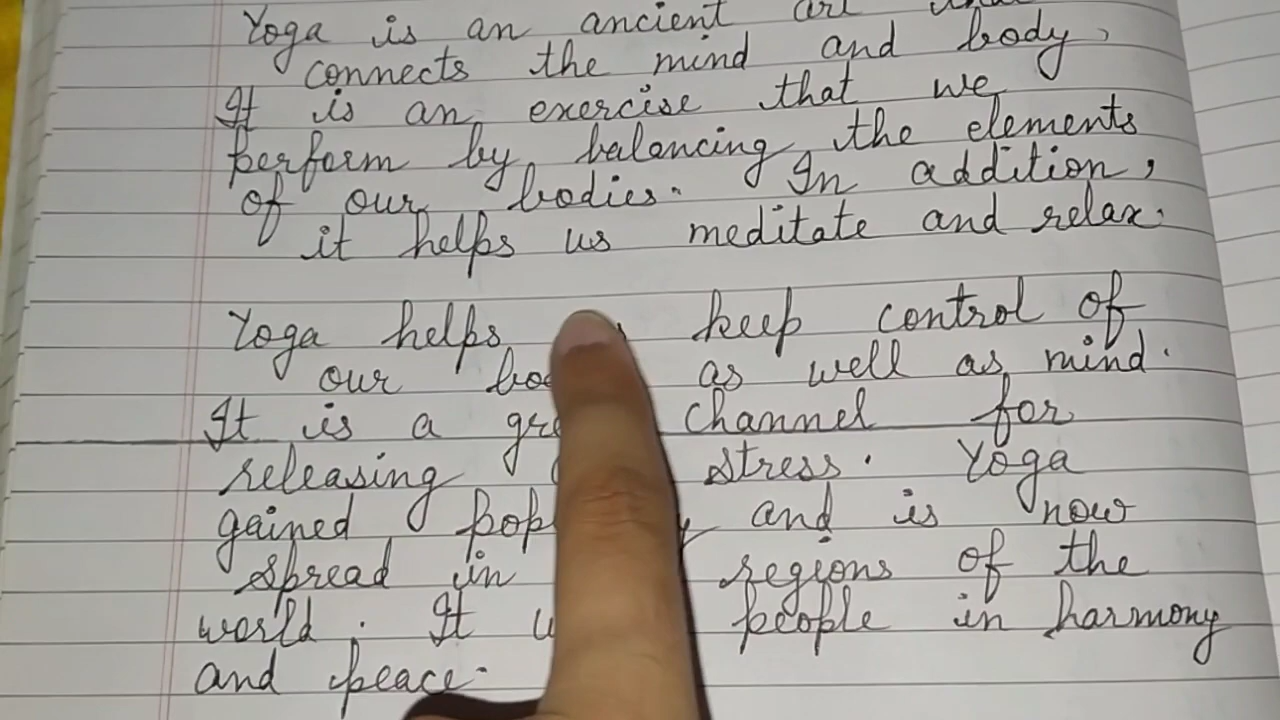 Yoga is an ancient art that
connects the mind and body,
It is an exercise that we
perform by balancing the elements
of our bodies. In addition,
it helps us meditate and relax.
Yoga helps keep control of
our as well as mind.
It is a channel for
releasing stress. Yoga
gained and is now
spread in regions of the
world. It people in harmony
and peace.